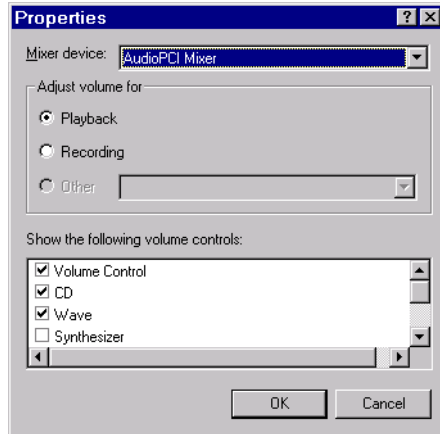 Properties
Mixer device: AudioPCI Mixer
Adjust volume for
Playback
Recording
Other
Show the following volume controls:
Volume Control
CD
Wave
Synthesizer
OK Cancel